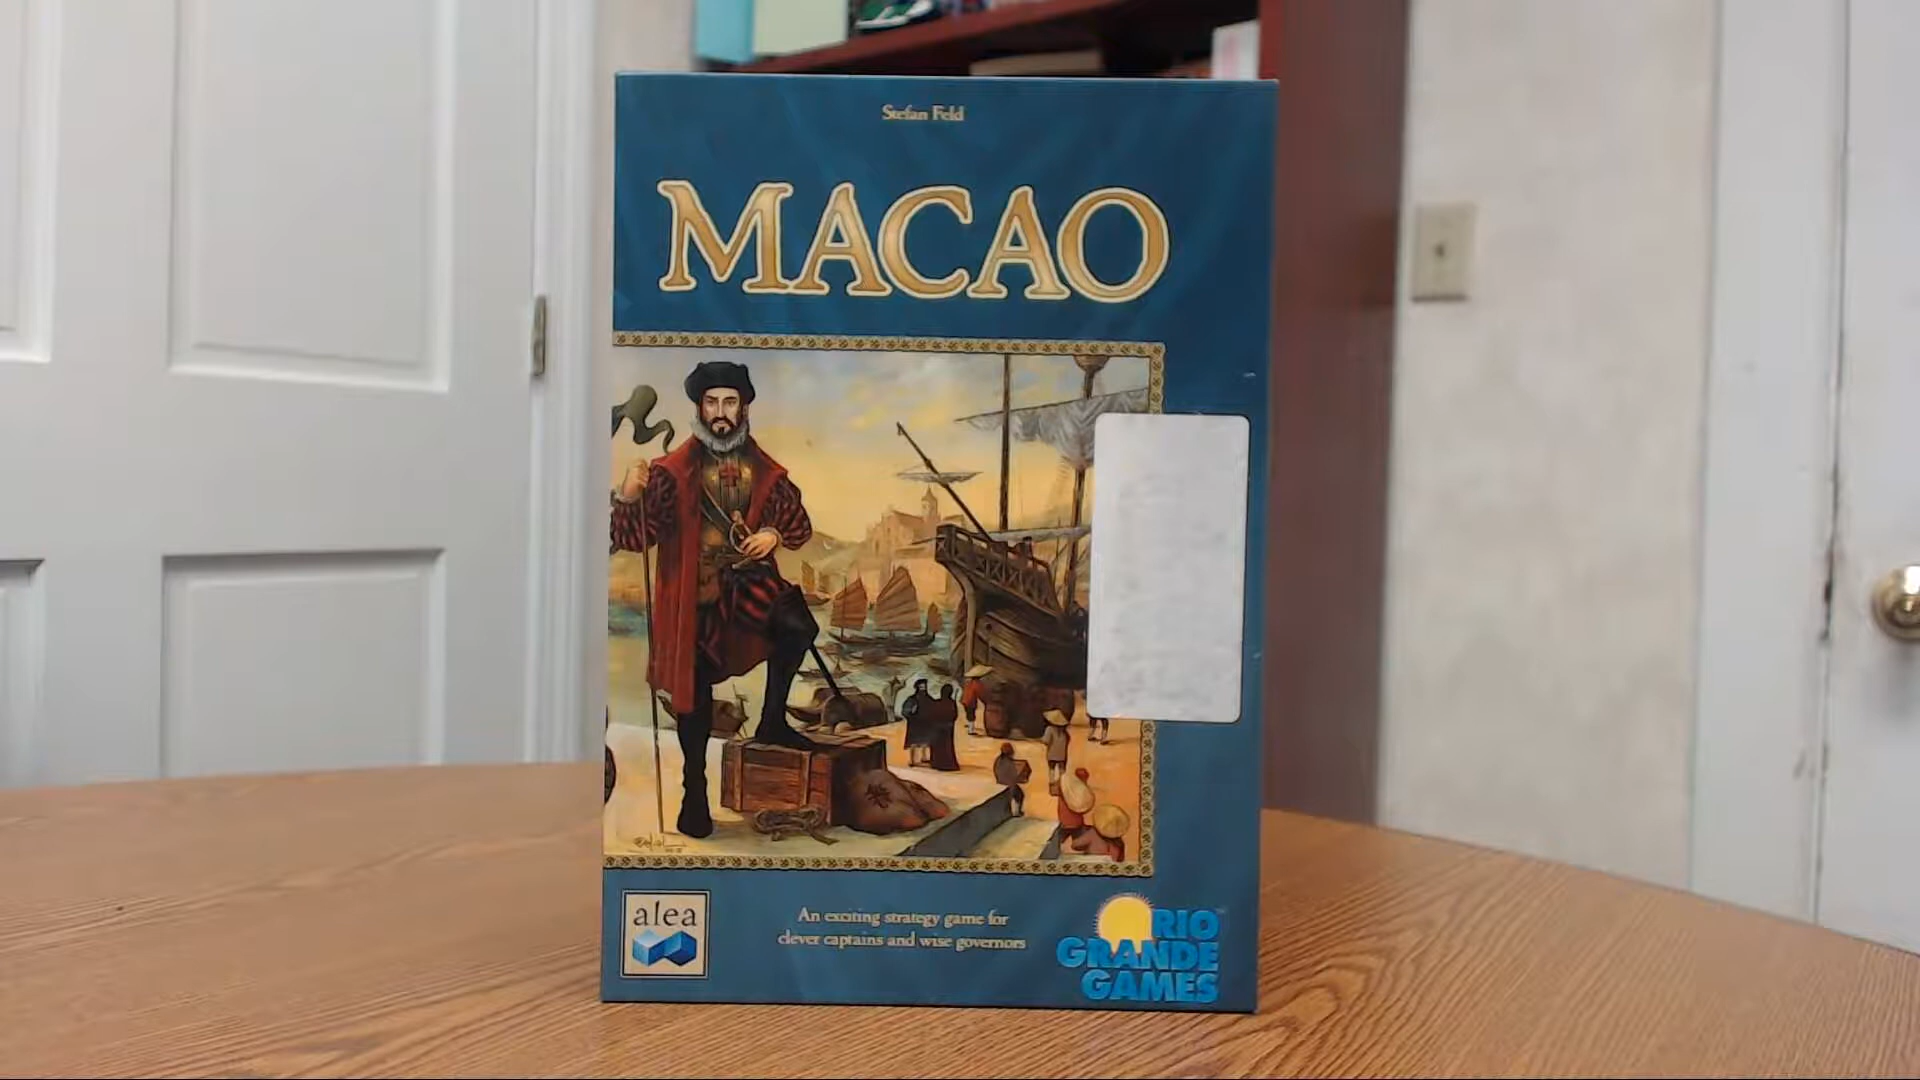 Stefan Feld
MACAO
alea
An exciting strategy game for
clever captains and wise governors
RIO
GRANDE
GAMES